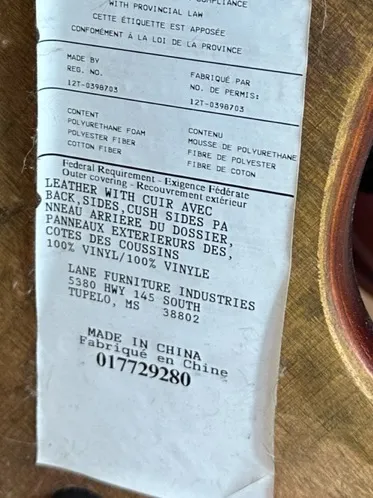 COMPLIANCE
WITH PROVINCIAL LAW
CETTE ÉTIQUETTE EST APPOSÉE
CONFOMÉMENT À LA LOI DE LA PROVINCE
MADE BY
REG. NO.
12T-0398703
FABRIQUÉ PAR
NO. DE PERMIS:
12T-0398703
CONTENT
POLYURETHANE FOAM
POLYESTER FIBER
COTTON FIBER
CONTENU
MOUSSE DE POLYURETHANE
FIBRE DE POLYESTER
FIBRE DE COTON
Federal Requirement - Exigence Fédérate
Outer covering - Recouvrement extérieur
LEATHER WITH CUIR AVEC
BACK,SIDES,CUSH SIDES PA
NNEAU ARRIÈRE DU DOSSIER,
PANNEAUX EXTERIERURS DES,
COTES DES COUSSINS
100% VINYL/100% VINYLE
LANE FURNITURE INDUSTRIES
5380 HWY 145 SOUTH
TUPELO, MS 38802
MADE IN CHINA
Fabriqué en Chine
017729280